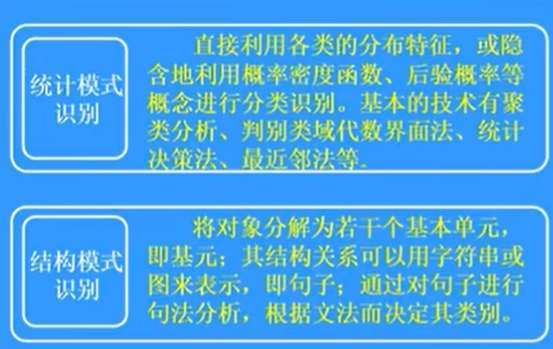 统计模式
识别
直接利用各类的分布特征，或隐
含地利用概率密度函数、后验概率等
概念进行分类识别。基本的技术有聚
类分析、判别类域代数界面法、统计
决策法、最近邻法等.
结构模式
识别
将对象分解为若干个基本单元，
即基元；其结构关系可以用字符串或
图来表示，即句子；通过对句子进行
句法分析，根据文法而决定其类别。